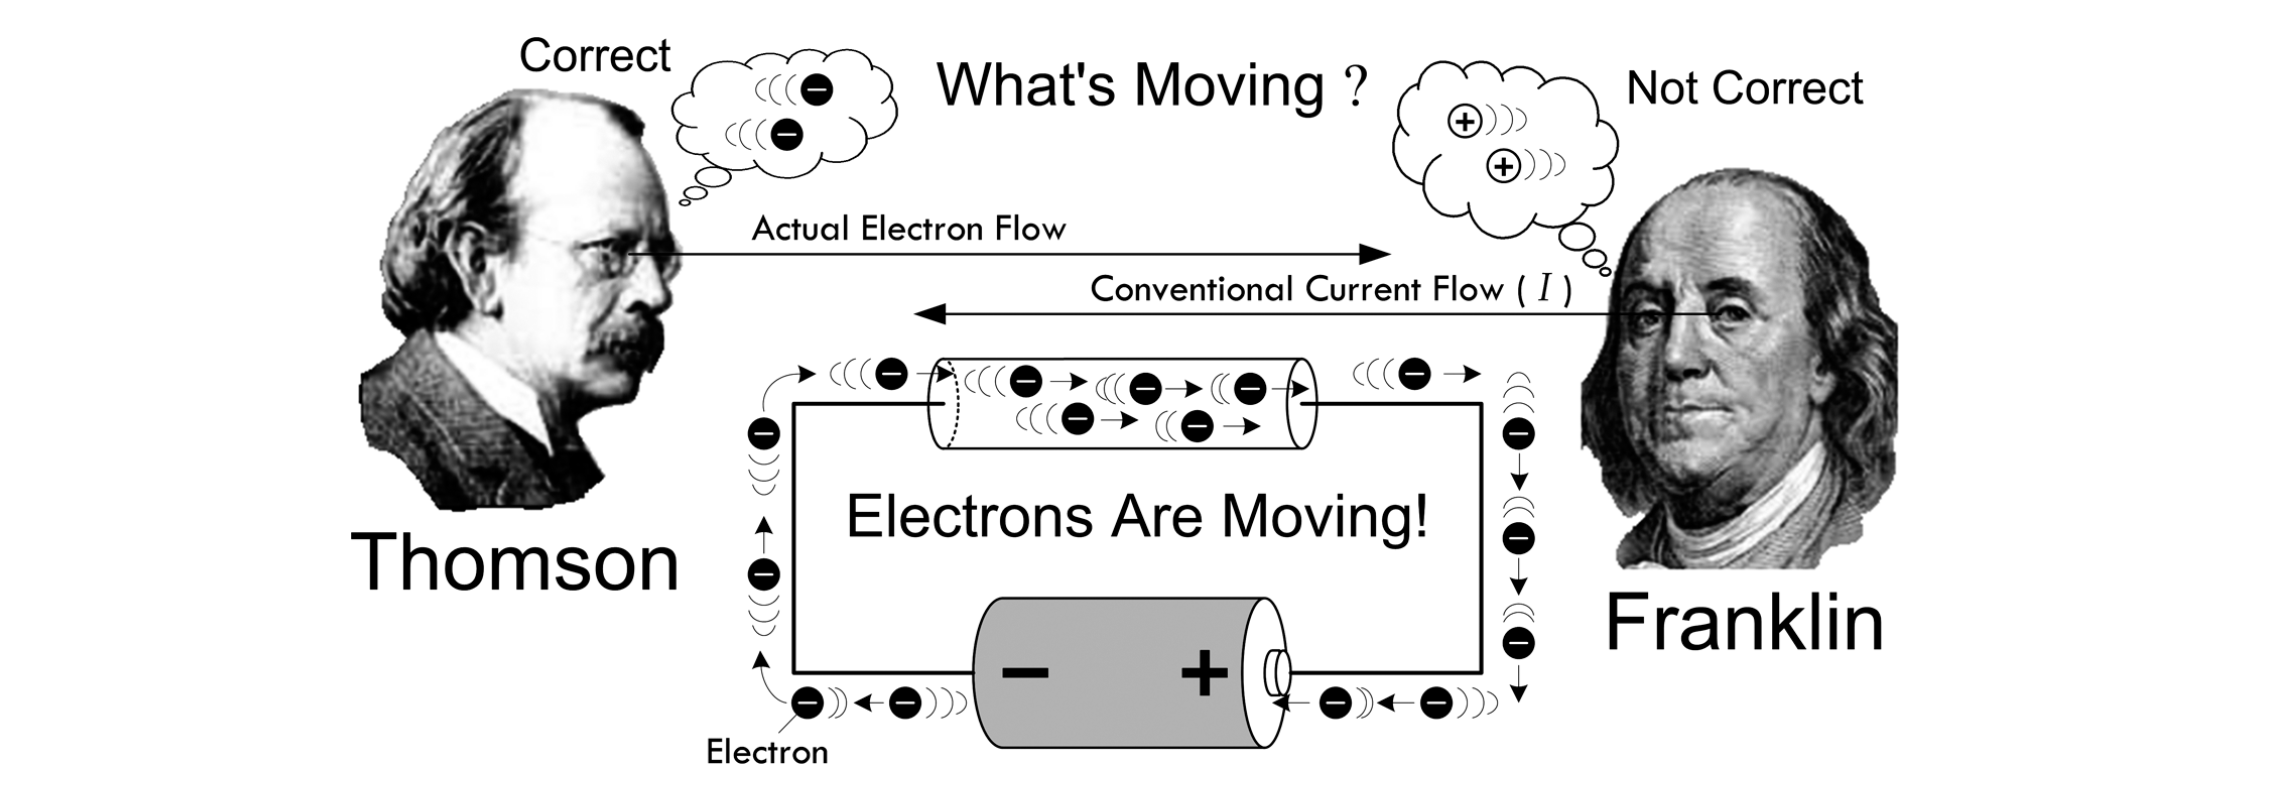 Correct
What's Moving ?
Not Correct
Actual Electron Flow
Conventional Current Flow ( I )
Electrons Are Moving!
Thomson
Franklin
− +
Electron